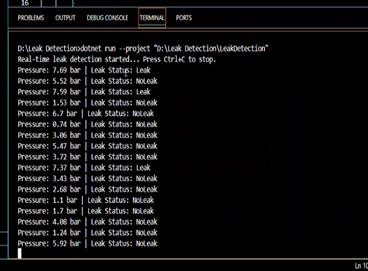 16
PROBLEMS OUTPUT DEBUG CONSOLE TERMINAL PORTS
D:\Leak Detection>dotnet run --project "D:\Leak Detection\LeakDetection"
Real-time leak detection started... Press Ctrl+C to stop.
Pressure: 7.69 bar | Leak Status: Leak
Pressure: 5.52 bar | Leak Status: NoLeak
Pressure: 7.59 bar | Leak Status: Leak
Pressure: 1.53 bar | Leak Status: NoLeak
Pressure: 6.7 bar | Leak Status: NoLeak
Pressure: 0.74 bar | Leak Status: NoLeak
Pressure: 3.06 bar | Leak Status: NoLeak
Pressure: 5.47 bar | Leak Status: NoLeak
Pressure: 3.72 bar | Leak Status: NoLeak
Pressure: 7.37 bar | Leak Status: Leak
Pressure: 3.43 bar | Leak Status: NoLeak
Pressure: 2.68 bar | Leak Status: NoLeak
Pressure: 1.1 bar | Leak Status: NoLeak
Pressure: 1.7 bar | Leak Status: NoLeak
Pressure: 4.08 bar | Leak Status: NoLeak
Pressure: 1.24 bar | Leak Status: NoLeak
Pressure: 5.92 bar | Leak Status: NoLeak
Ln 10